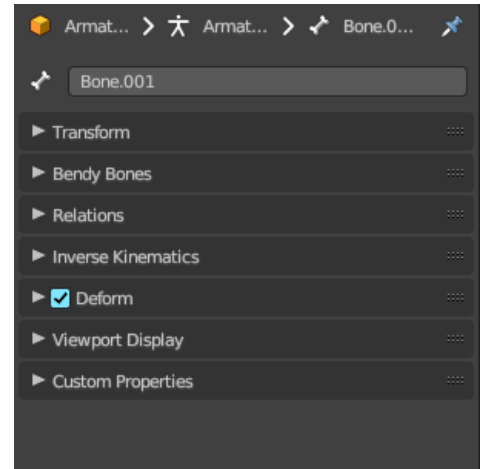 Armat... Armat... Bone.0...
Bone.001
Transform
Bendy Bones
Relations
Inverse Kinematics
Deform
Viewport Display
Custom Properties